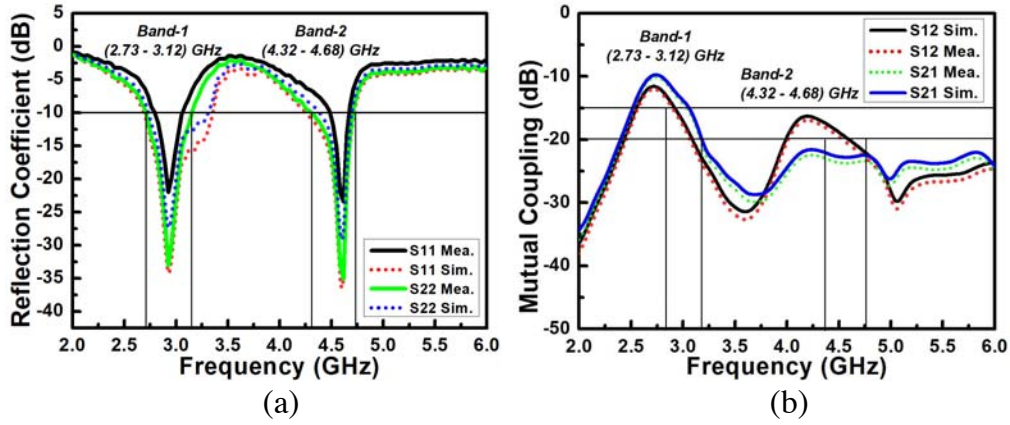 Reflection Coefficient (dB)
5
0
-5
-10
-15
-20
-25
-30
-35
-40
Band-1
(2.73 - 3.12) GHz
Band-2
(4.32 - 4.68) GHz
S11 Mea.
S11 Sim.
S22 Mea.
S22 Sim.
2.0 2.5 3.0 3.5 4.0 4.5 5.0 5.5 6.0
Frequency (GHz)
(a)
Mutual Coupling (dB)
0
-10
-20
-30
-40
-50
Band-1
(2.73 - 3.12) GHz
Band-2
(4.32 - 4.68) GHz
S12 Sim.
S12 Mea.
S21 Mea.
S21 Sim.
2.0 2.5 3.0 3.5 4.0 4.5 5.0 5.5 6.0
Frequency (GHz)
(b)